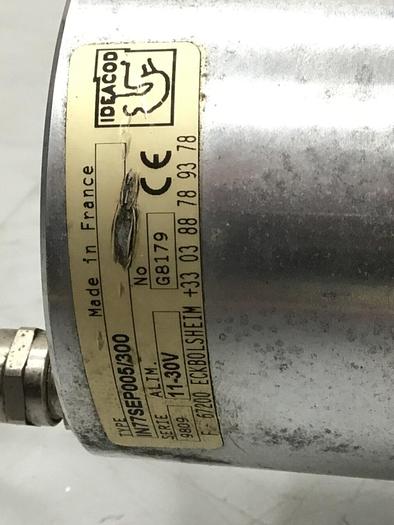 IDEACOD
Made in France
CE
No G8179
TYPE
IN77SEP005/300
SERIE ALIM.
9809 11-30V
F- 67200 ECKBOLSHEIM +33 03 88 78 93 78